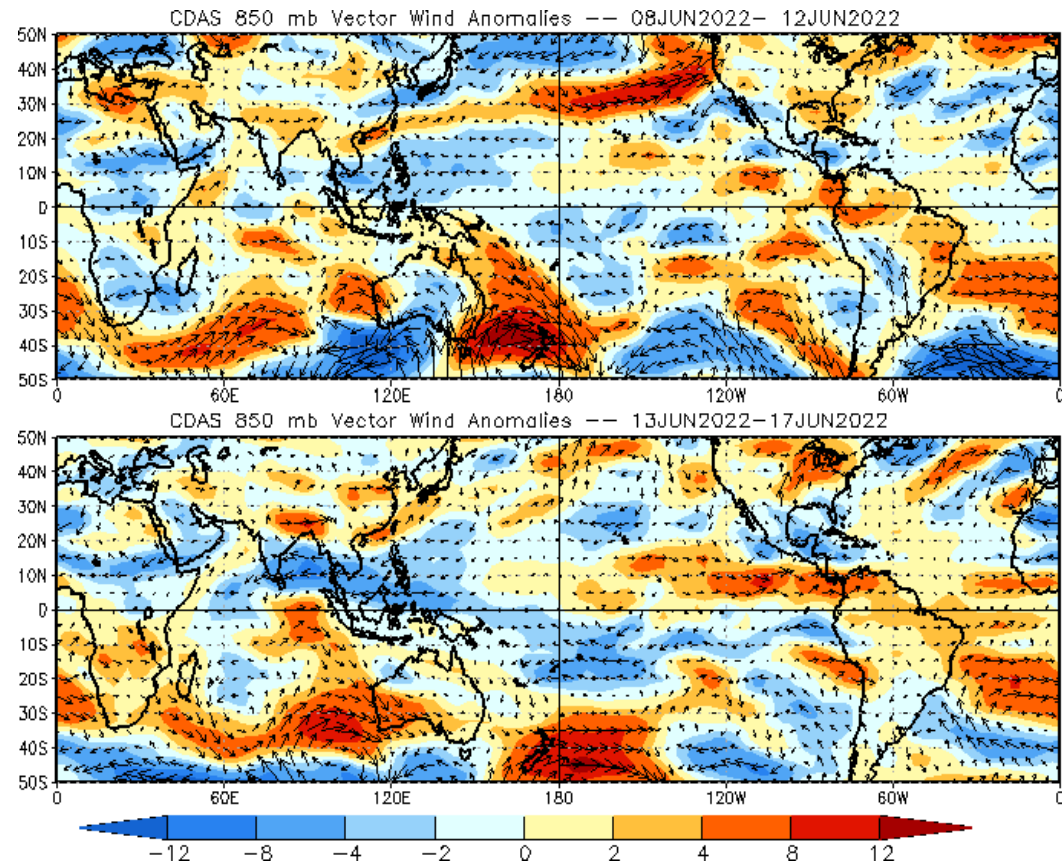 CDAS 850 mb Vector Wind Anomalies -- 08JUN2022- 12JUN2022
50N
40N
30N
20N
10N
0
10S
20S
30S
40S
50S
0 60E 120E 180 120W 60W 0
CDAS 850 mb Vector Wind Anomalies -- 13JUN2022-17JUN2022
50N
40N
30N
20N
10N
0
10S
20S
30S
40S
50S
0 60E 120E 180 120W 60W 0
-12 -8 -4 -2 0 2 4 8 12